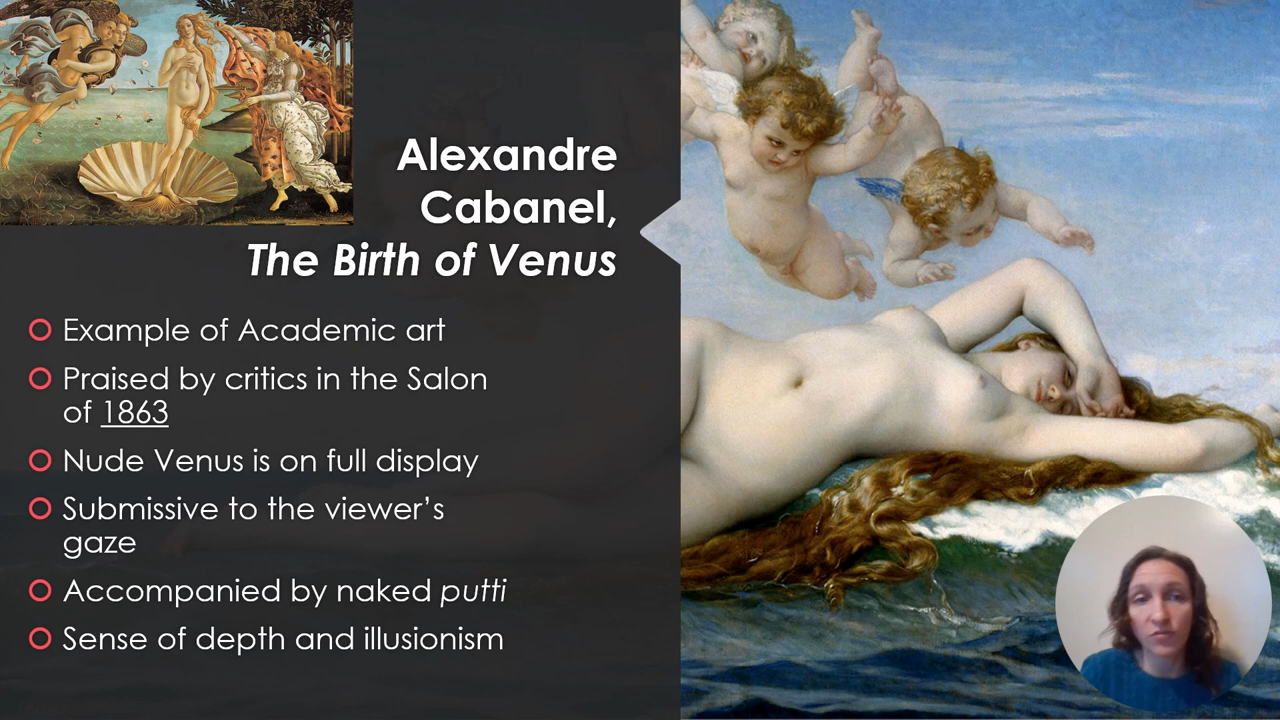 Alexandre
Cabanel,
The Birth of Venus
Example of Academic art
Praised by critics in the Salon
of 1863
Nude Venus is on full display
Submissive to the viewer’s
gaze
Accompanied by naked putti
Sense of depth and illusionism